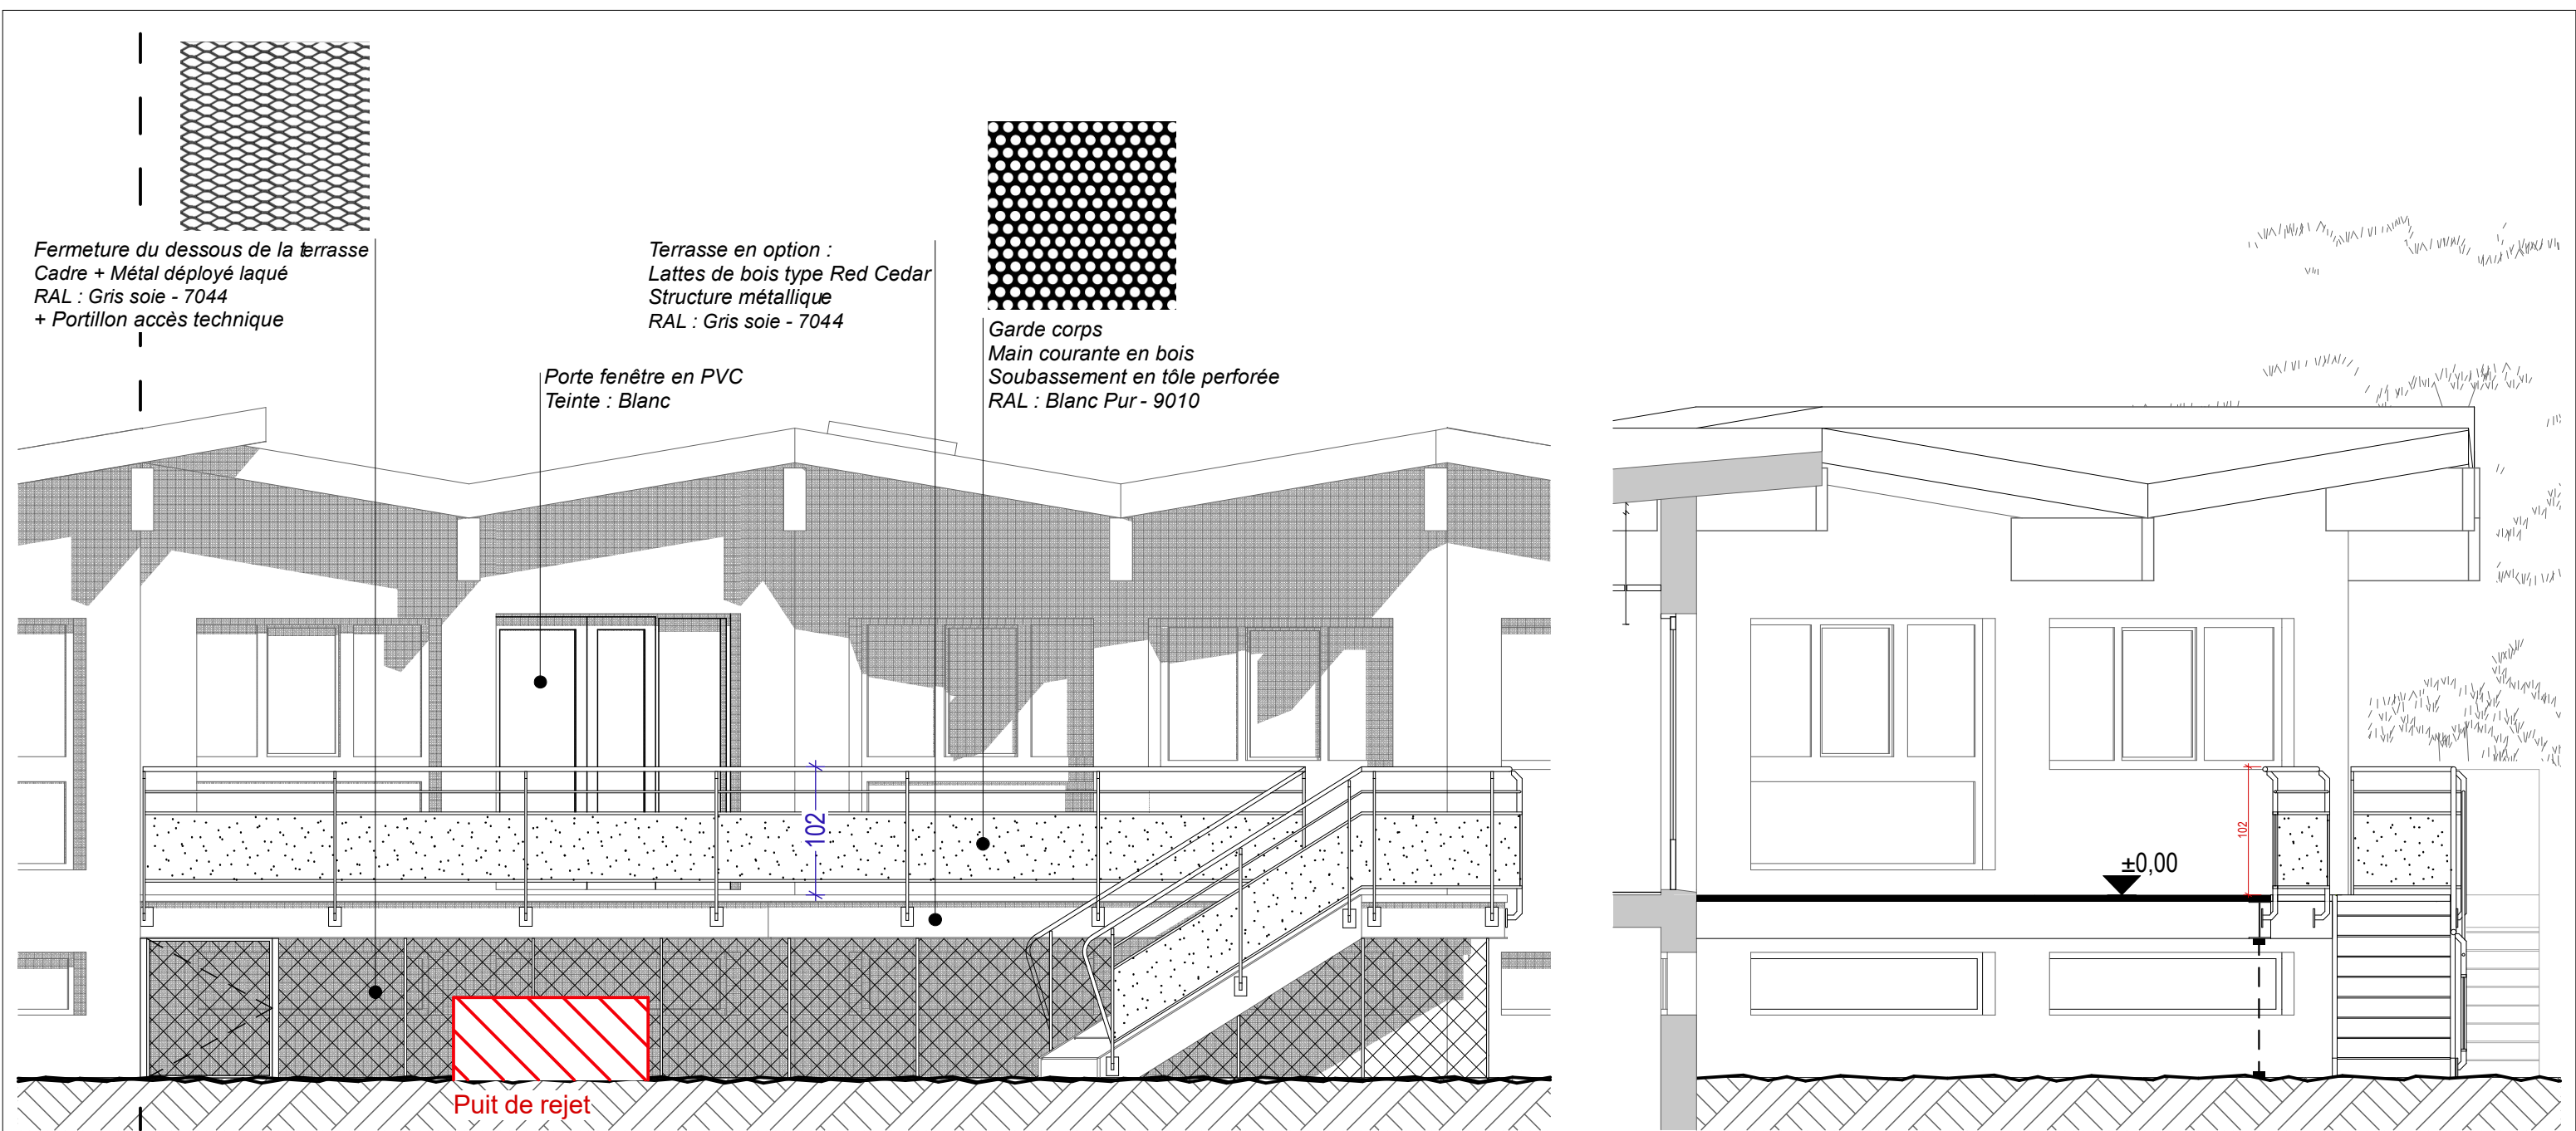 Fermeture du dessous de la terrasse
Cadre + Métal déployé laqué
RAL : Gris soie - 7044
+ Portillon accès technique
Terrasse en option :
Lattes de bois type Red Cedar
Structure métallique
RAL : Gris soie - 7044
Garde corps
Main courante en bois
Soubassement en tôle perforée
RAL : Blanc Pur - 9010
Porte fenêtre en PVC
Teinte : Blanc
102
102
±0,00
Puit de rejet